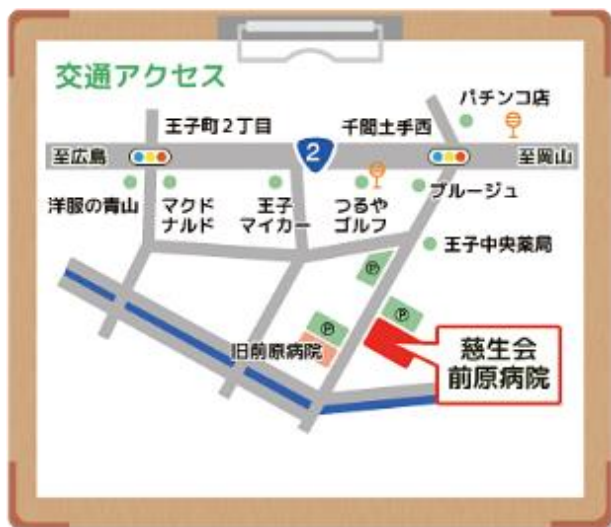 交通アクセス
パチンコ店
王子町2丁目
千間土手西
至広島
2
至岡山
洋服の青山
マクド
ナルド
王子
マイカー
つるや
ゴルフ
ブルージュ
王子中央薬局
P
P
P
旧前原病院
慈生会
前原病院